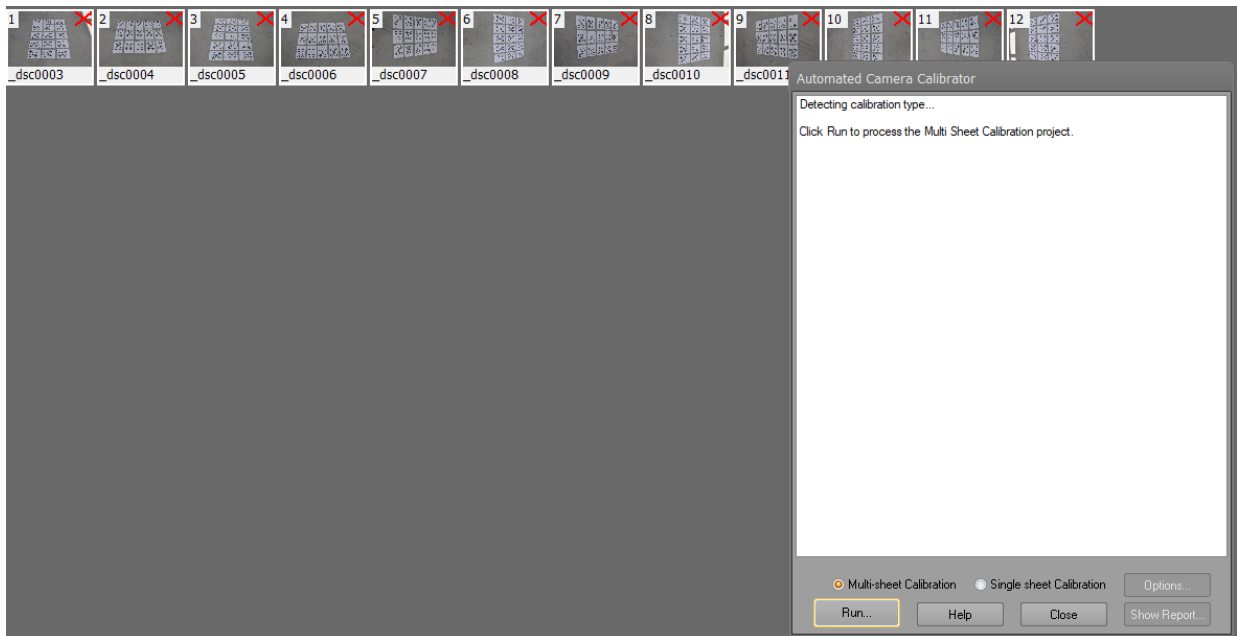 1 2 3 4 5 6 7 8 9 10 11 12
_dsc0003 _dsc0004 _dsc0005 _dsc0006 _dsc0007 _dsc0008 _dsc0009 _dsc0010 _dsc0011
Automated Camera Calibrator
Detecting calibration type...
Click Run to process the Multi Sheet Calibration project.
Multi-sheet Calibration Single sheet Calibration Options...
Run... Help Close Show Report...